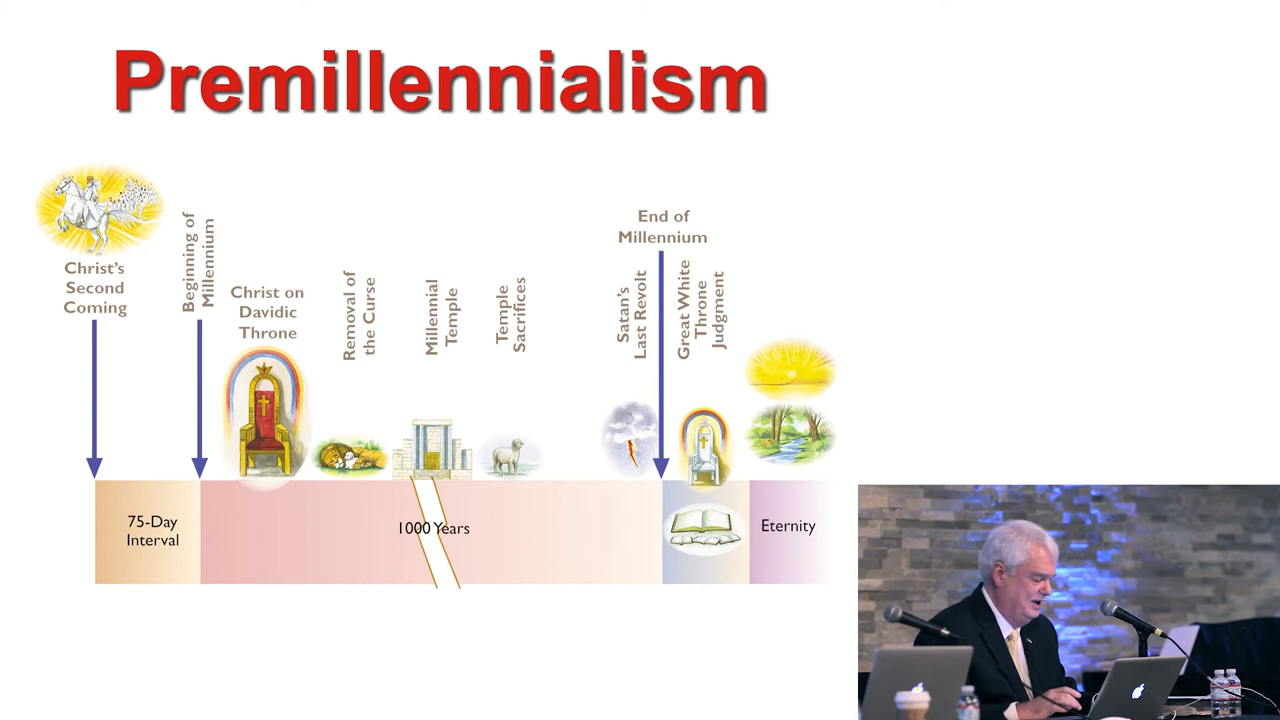 Premillennialism
Christ's
Second
Coming
Beginning of
Millennium
Christ on
Davidic
Throne
Removal of
the Curse
Millennial
Temple
Temple
Sacrifices
Satan's
Last Revolt
End of
Millennium
Great White
Throne
Judgment
75-Day
Interval
1000 Years
Eternity